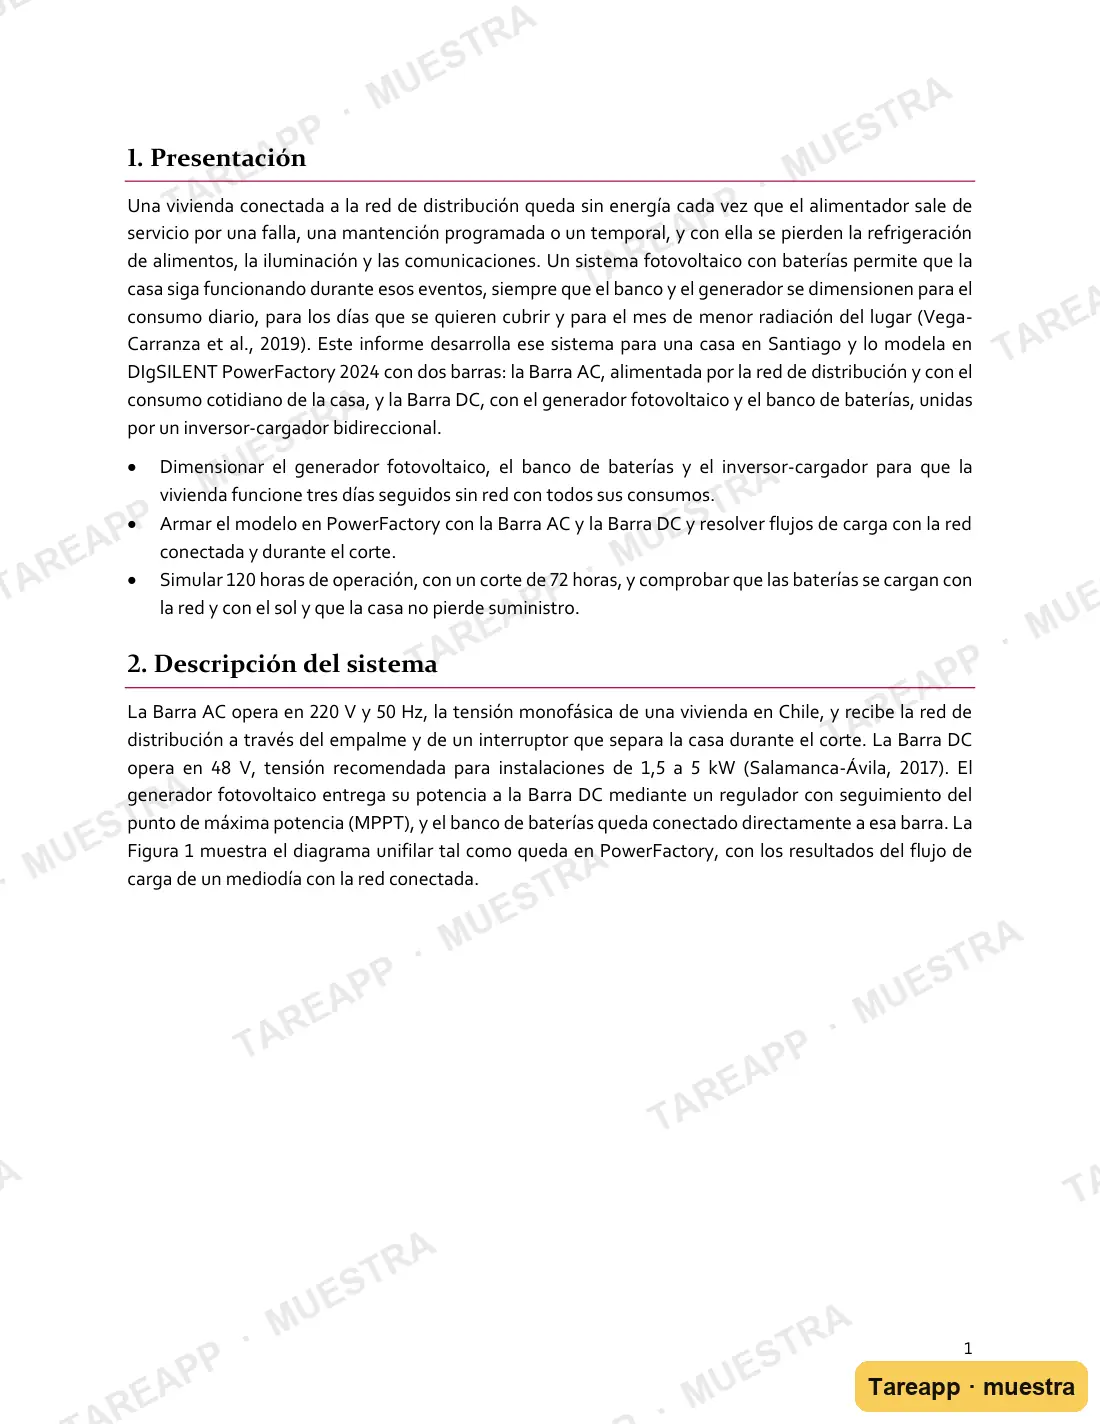 1. Presentación
Una vivienda conectada a la red de distribución queda sin energía cada vez que el alimentador sale de
servicio por una falla, una mantención programada o un temporal, y con ella se pierden la refrigeración
de alimentos, la iluminación y las comunicaciones. Un sistema fotovoltaico con baterías permite que la
casa siga funcionando durante esos eventos, siempre que el banco y el generador se dimensionen para el
consumo diario, para los días que se quieren cubrir y para el mes de menor radiación del lugar (Vega-
Carranza et al., 2019). Este informe desarrolla ese sistema para una casa en Santiago y lo modela en
DIgSILENT PowerFactory 2024 con dos barras: la Barra AC, alimentada por la red de distribución y con el
consumo cotidiano de la casa, y la Barra DC, con el generador fotovoltaico y el banco de baterías, unidas
por un inversor-cargador bidireccional.
• Dimensionar el generador fotovoltaico, el banco de baterías y el inversor-cargador para que la
vivienda funcione tres días seguidos sin red con todos sus consumos.
• Armar el modelo en PowerFactory con la Barra AC y la Barra DC y resolver flujos de carga con la red
conectada y durante el corte.
• Simular 120 horas de operación, con un corte de 72 horas, y comprobar que las baterías se cargan con
la red y con el sol y que la casa no pierde suministro.
2. Descripción del sistema
La Barra AC opera en 220 V y 50 Hz, la tensión monofásica de una vivienda en Chile, y recibe la red de
distribución a través del empalme y de un interruptor que separa la casa durante el corte. La Barra DC
opera en 48 V, tensión recomendada para instalaciones de 1,5 a 5 kW (Salamanca-Ávila, 2017). El
generador fotovoltaico entrega su potencia a la Barra DC mediante un regulador con seguimiento del
punto de máxima potencia (MPPT), y el banco de baterías queda conectado directamente a esa barra. La
Figura 1 muestra el diagrama unifilar tal como queda en PowerFactory, con los resultados del flujo de
carga de un mediodía con la red conectada.
1
Tareapp · muestra
TAREAPP · MUESTRA
TAREAPP · MUESTRA
TAREAPP · MUESTRA
TAREAPP · MUESTRA
TAREAPP · MUESTRA
TAREAPP · MUESTRA
TAREAPP · MUESTRA